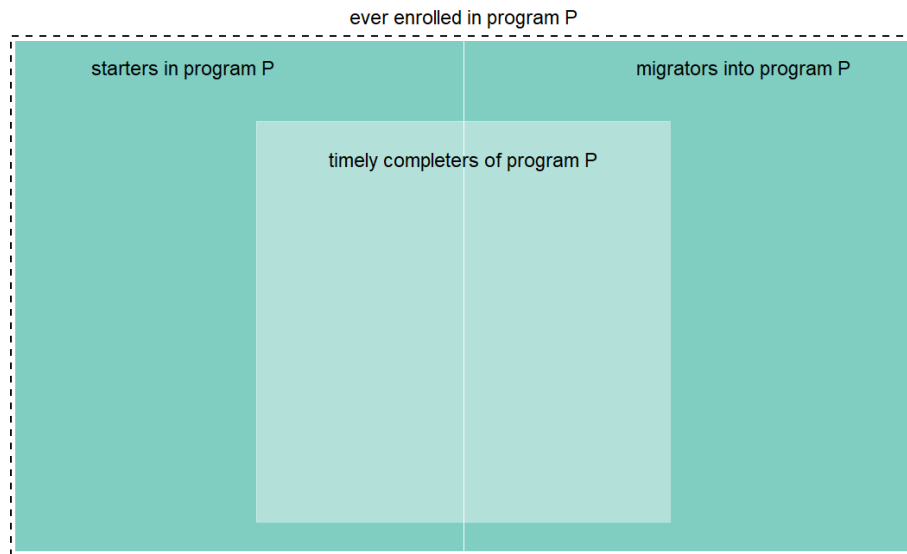 ever enrolled in program P
starters in program P
migrators into program P
timely completers of program P